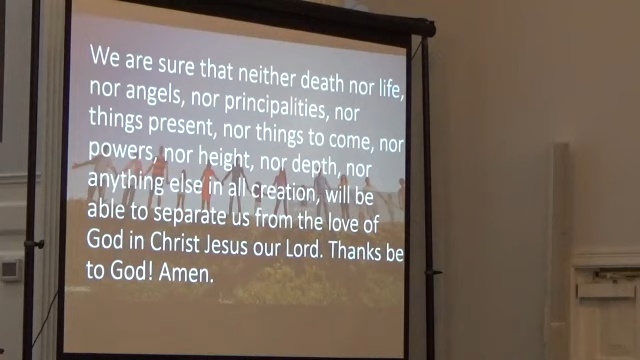 We are sure that neither death nor life,
nor angels, nor principalities, nor
things present, nor things to come, nor
powers, nor height, nor depth, nor
anything else in all creation, will be
able to separate us from the love of
God in Christ Jesus our Lord. Thanks be
to God! Amen.